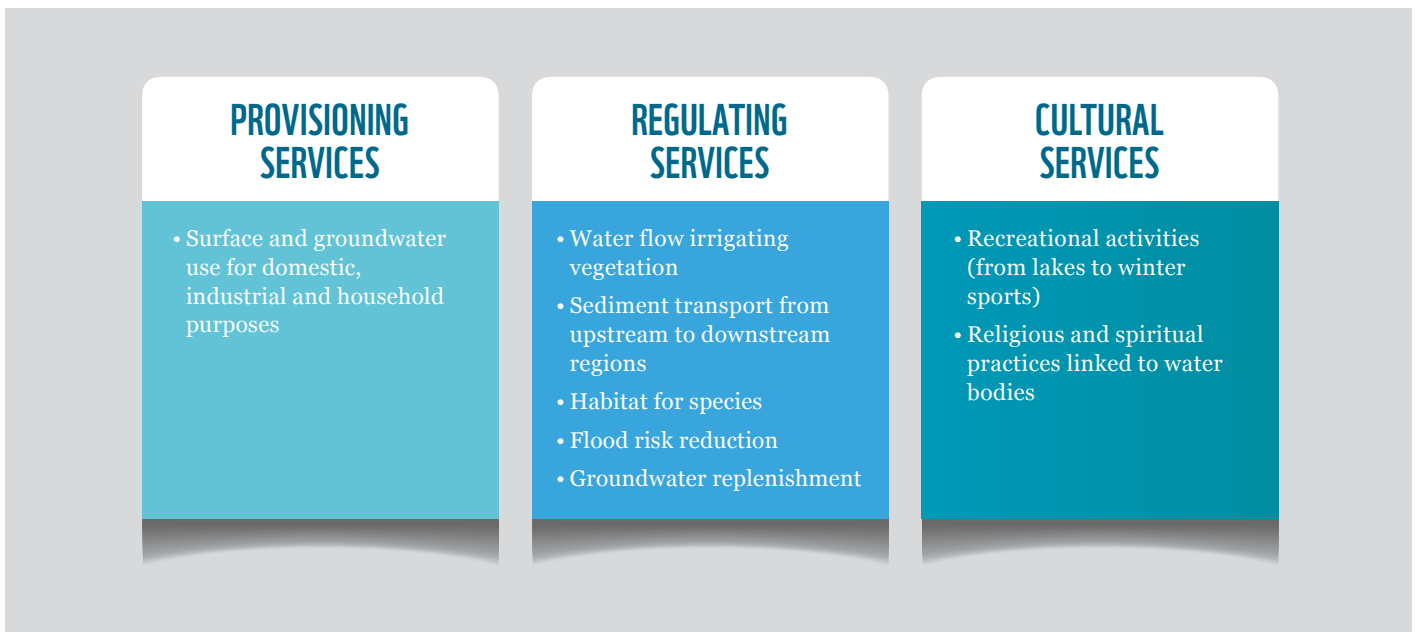 PROVISIONING
SERVICES
• Surface and groundwater
use for domestic,
industrial and household
purposes
REGULATING
SERVICES
• Water flow irrigating
vegetation
• Sediment transport from
upstream to downstream
regions
• Habitat for species
• Flood risk reduction
• Groundwater replenishment
CULTURAL
SERVICES
• Recreational activities
(from lakes to winter
sports)
• Religious and spiritual
practices linked to water
bodies